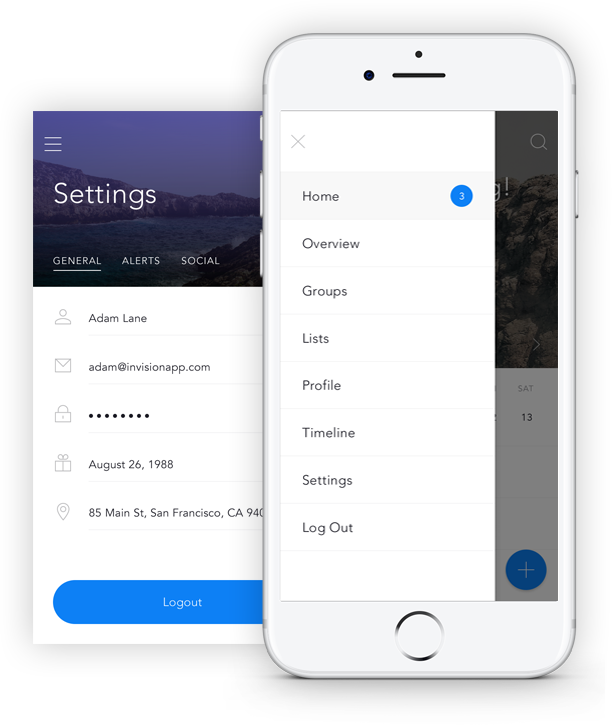 Settings
GENERAL ALERTS SOCIAL
Adam Lane
adam@invisionapp.com
August 26, 1988
85 Main St, San Francisco, CA
Logout
Home 3
Overview
Groups
Lists
Profile
Timeline
Settings
Log Out
g!
SAT
13